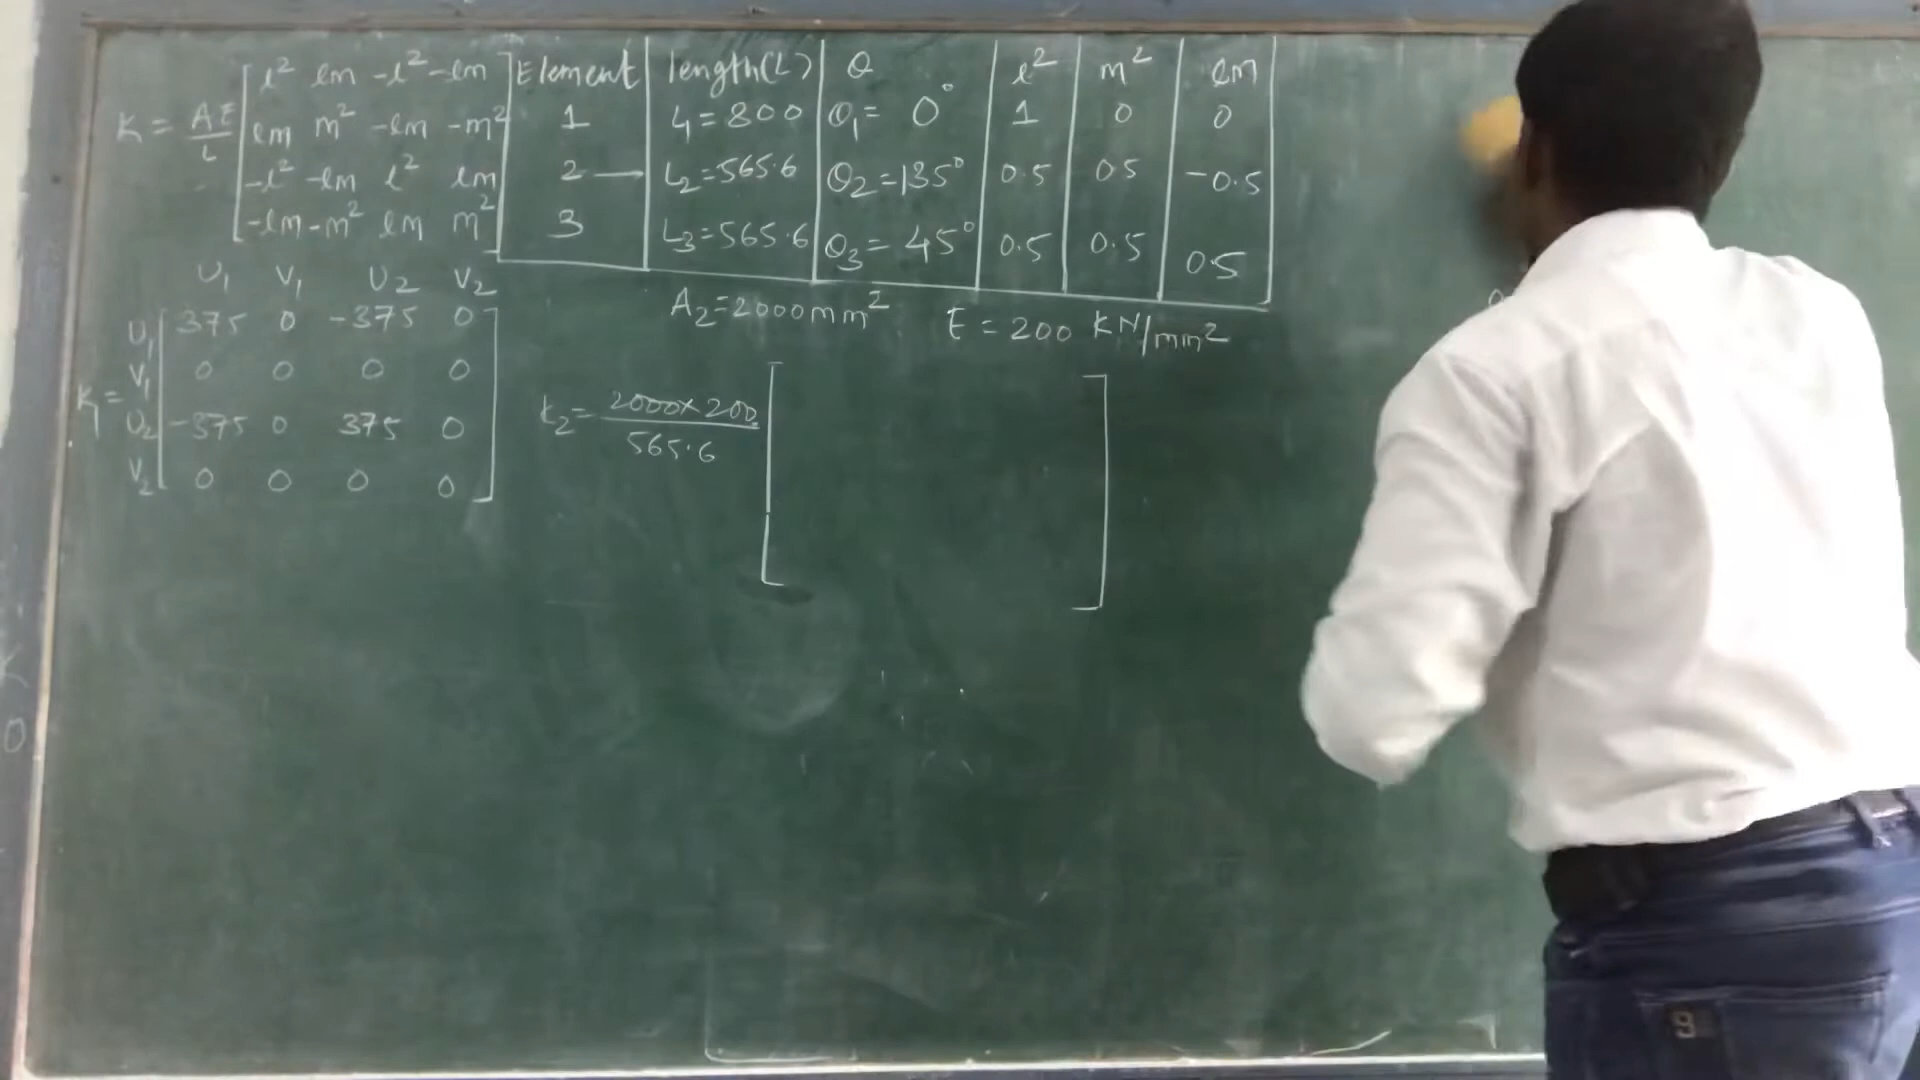 K = AE/L [ l² lm -l² -lm
lm m² -lm -m²
-l² -lm l² lm
-lm -m² lm m² ]
Element length(L) θ l² m² lm
1 L₁=800 θ₁= 0° 1 0 0
2 → L₂=565.6 θ₂=135° 0.5 0.5 -0.5
3 L₃=565.6 θ₃= 45° 0.5 0.5 0.5
A₂=2000mm² E = 200 KN/mm²
U₁ V₁ U₂ V₂
U₁ 375 0 -375 0
V₁ 0 0 0 0
K₁ =
U₂ -375 0 375 0
V₂ 0 0 0 0
k₂= 2000×200/565.6 [ ]
9